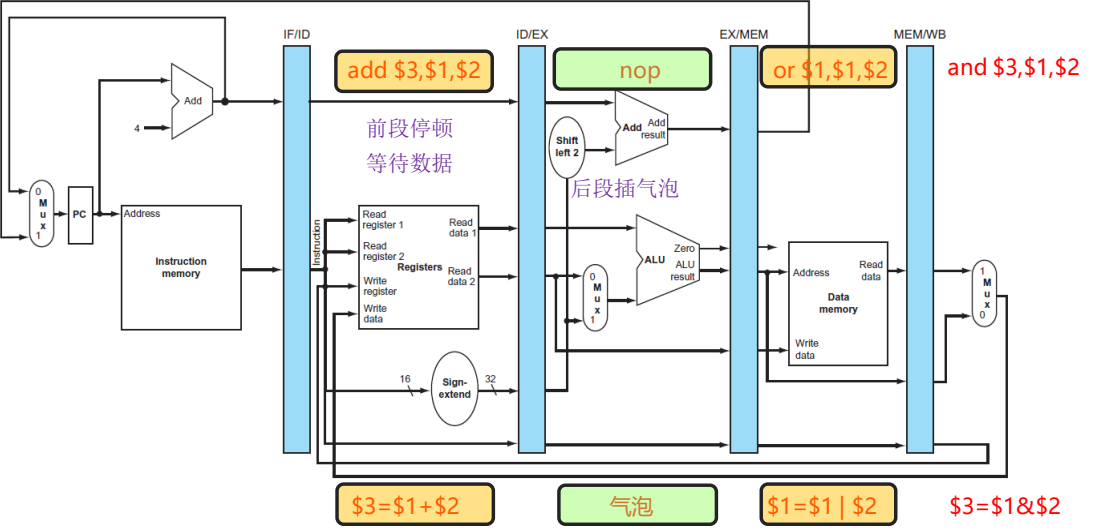 IF/ID
ID/EX
EX/MEM
MEM/WB
add $3,$1,$2
nop
or $1,$1,$2
and $3,$1,$2
前段停顿
等待数据
后段插气泡
Add
4
Shift
left 2
Add
Add
result
0
M
u
x
1
PC
Address
Instruction
memory
Instruction
Read
register 1
Read
register 2
Write
register
Write
data
Registers
Read
data 1
Read
data 2
0
M
u
x
1
Zero
ALU
ALU
result
Address
Read
data
Data
memory
Write
data
1
M
u
x
0
16
Sign-
extend
32
$3=$1+$2
气泡
$1=$1 | $2
$3=$1&$2